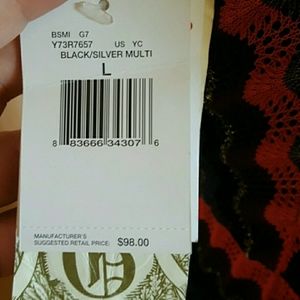 BSMI G7
Y73R7657 US YC
BLACK/SILVER MULTI
L
8 83666 34307 6
MANUFACTURER'S
SUGGESTED RETAIL PRICE: $98.00